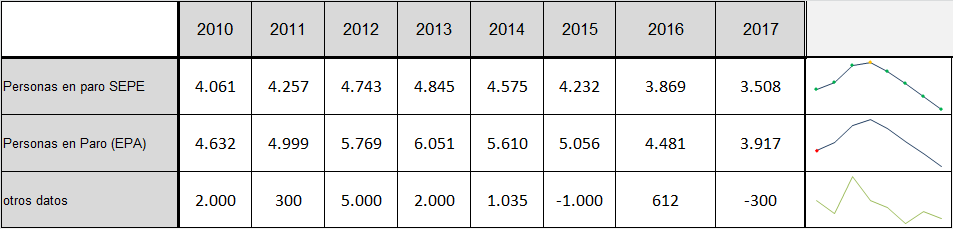 2010 2011 2012 2013 2014 2015 2016 2017
Personas en paro SEPE 4.061 4.257 4.743 4.845 4.575 4.232 3.869 3.508
Personas en Paro (EPA) 4.632 4.999 5.769 6.051 5.610 5.056 4.481 3.917
otros datos 2.000 300 5.000 2.000 1.035 -1.000 612 -300